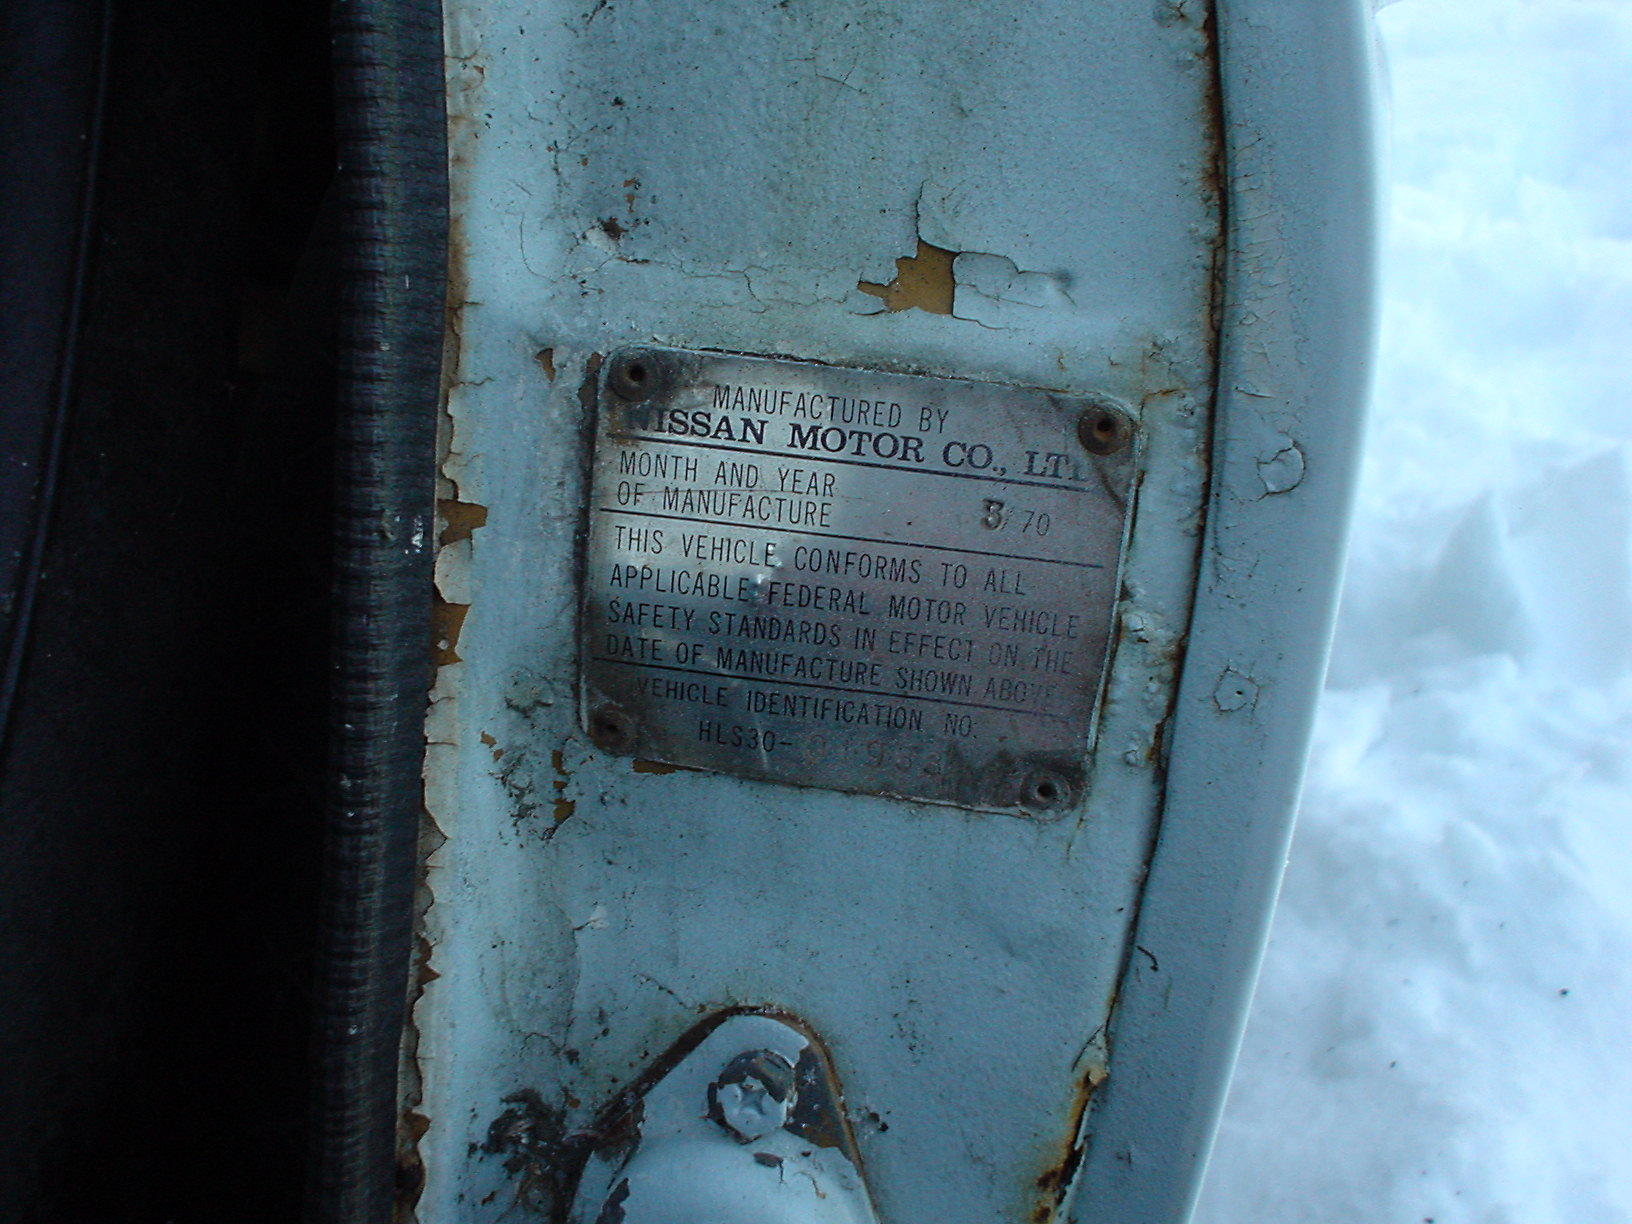 MANUFACTURED BY
NISSAN MOTOR CO., LTD
MONTH AND YEAR
OF MANUFACTURE 3/70
THIS VEHICLE CONFORMS TO ALL
APPLICABLE FEDERAL MOTOR VEHICLE
SAFETY STANDARDS IN EFFECT ON THE
DATE OF MANUFACTURE SHOWN ABOVE
VEHICLE IDENTIFICATION NO.
HLS30-